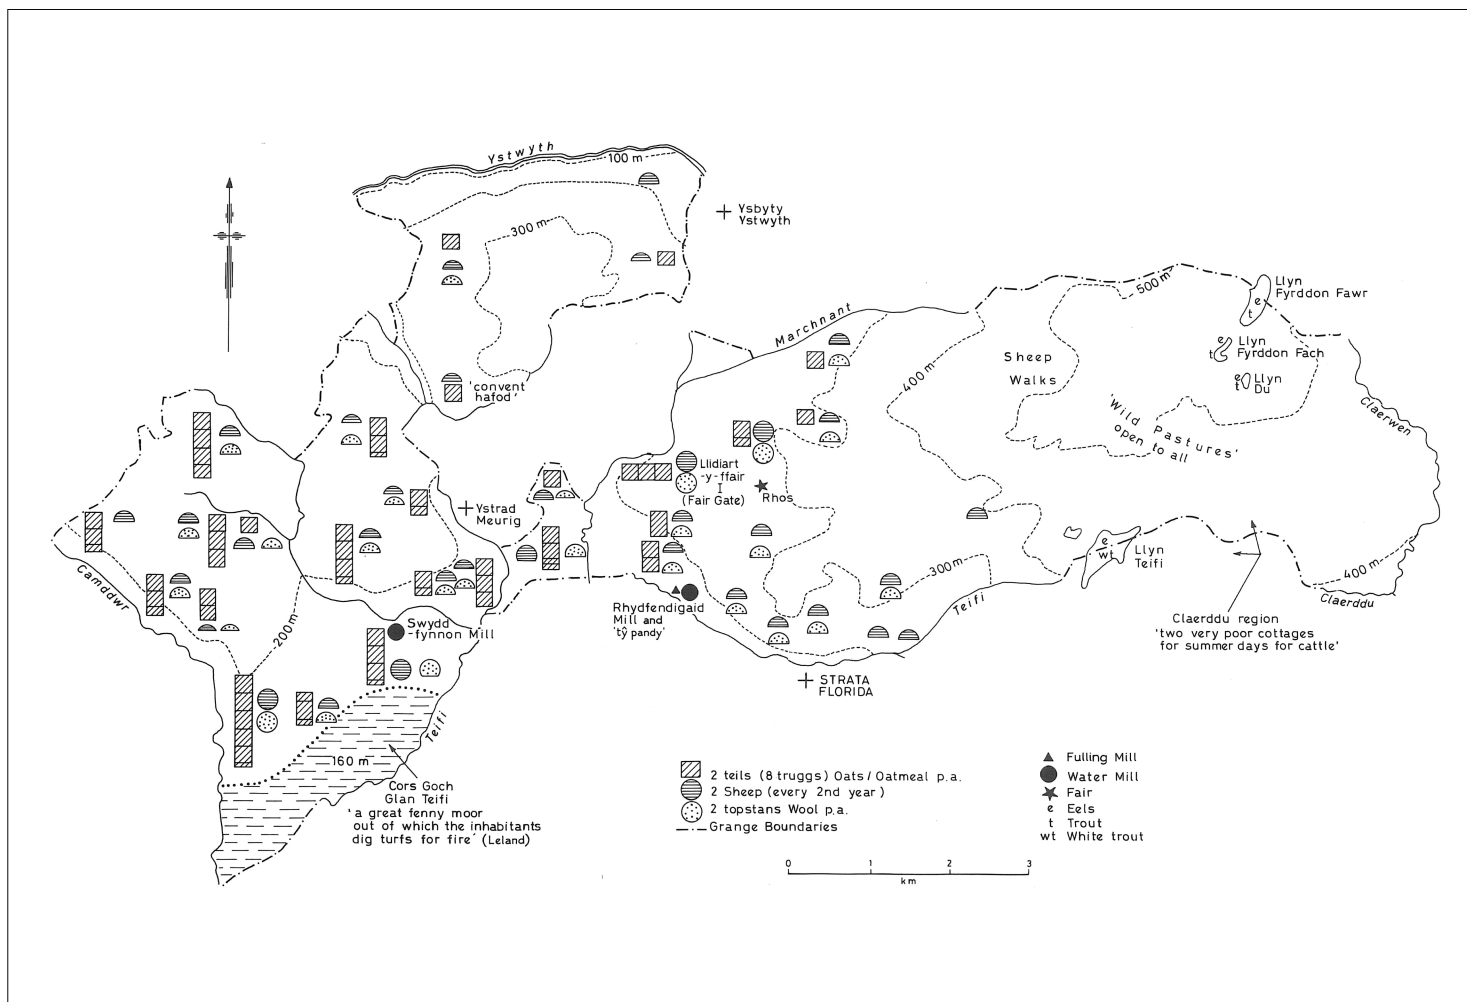 Ystwyth
100 m
Ysbyty
Ystwyth
300 m
'convent
hafod'
Marchnant
500 m
Llyn
Fyrddon Fawr
e
t
e
t
Llyn
Fyrddon Fach
e
t
Llyn
Du
Sheep
Walks
400 m
'Wild Pastures'
open to all
Claerwen
Llidiart
-y-ffair
I
(Fair Gate)
Rhos
Ystrad
Meurig
e
wt
Llyn
Teifi
300 m
Teifi
400 m
Claerddu
Camddwr
200 m
Swydd
-fynnon Mill
Rhydfendigaid
Mill and
'tŷ pandy'
Claerddu region
'two very poor cottages
for summer days for cattle'
STRATA
FLORIDA
Teifi
160 m
Cors Goch
Glan Teifi
'a great fenny moor
out of which the inhabitants
dig turfs for fire' (Leland)
2 teils (8 truggs) Oats / Oatmeal p.a.
2 Sheep (every 2nd year)
2 topstans Wool p.a.
Grange Boundaries
Fulling Mill
Water Mill
Fair
e Eels
t Trout
wt White trout
0 1 2 3
km